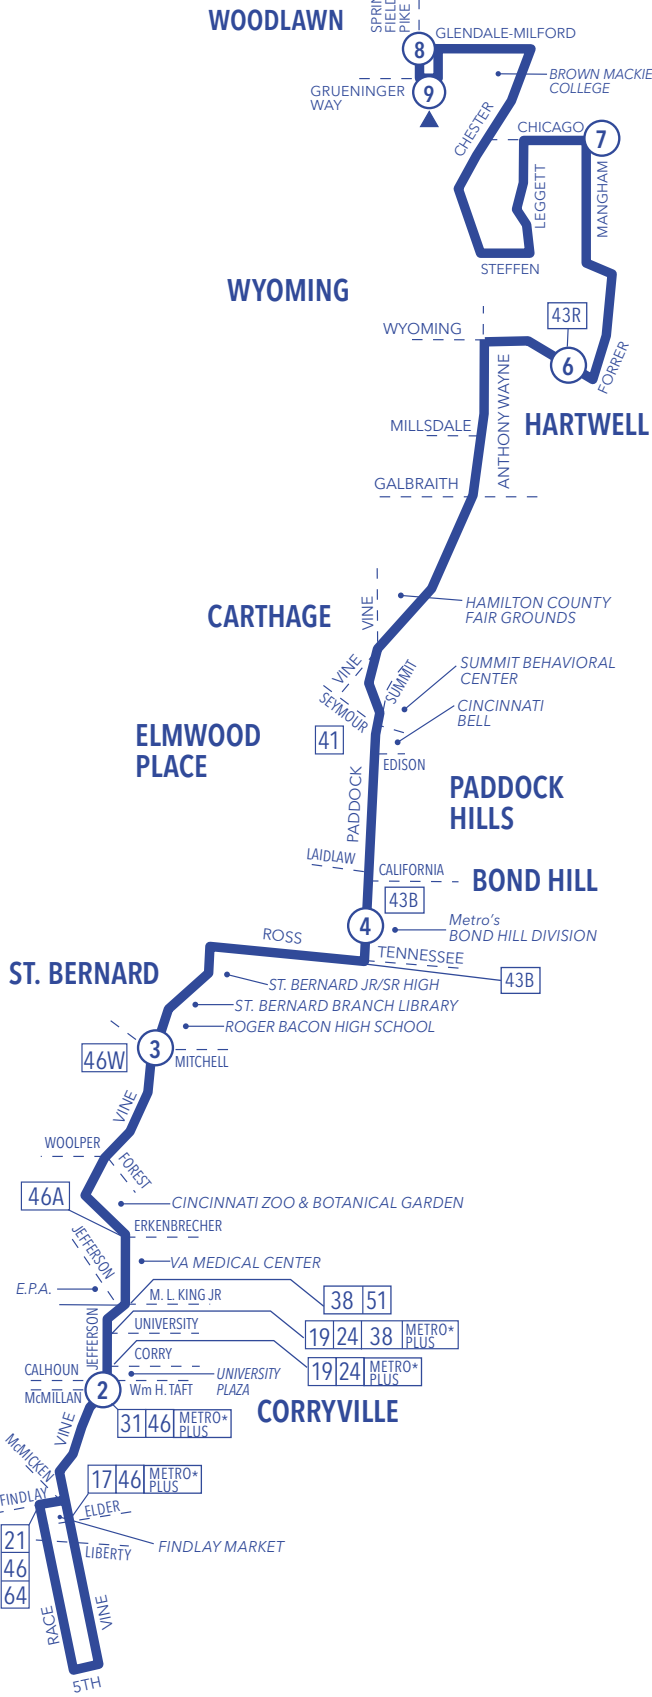 WOODLAWN
SPRIN
FIELD
PIKE
8
GLENDALE-MILFORD
BROWN MACKIE
COLLEGE
GRUENINGER
WAY
9
CHESTER
CHICAGO
7
LEGGETT
MANGHAM
STEFFEN
WYOMING
43R
WYOMING
6
FORRER
ANTHONY WAYNE
HARTWELL
MILLSDALE
GALBRAITH
CARTHAGE
VINE
HAMILTON COUNTY
FAIR GROUNDS
VINE
SUMMIT
SUMMIT BEHAVIORAL
CENTER
SEYMOUR
CINCINNATI
BELL
ELMWOOD
PLACE
41
EDISON
PADDOCK
PADDOCK
HILLS
LAIDLAW
CALIFORNIA
BOND HILL
43B
4
Metro's
BOND HILL DIVISION
ROSS
TENNESSEE
ST. BERNARD
43B
ST. BERNARD JR/SR HIGH
ST. BERNARD BRANCH LIBRARY
ROGER BACON HIGH SCHOOL
3
46W
MITCHELL
VINE
WOOLPER
FOREST
46A
CINCINNATI ZOO & BOTANICAL GARDEN
ERKENBRECHER
JEFFERSON
VA MEDICAL CENTER
E.P.A.
M. L. KING JR
38 51
JEFFERSON
UNIVERSITY
19 24 38 METRO*
PLUS
CORRY
19 24 METRO*
PLUS
CALHOUN
UNIVERSITY
PLAZA
McMILLAN
2
Wm H. TAFT
CORRYVILLE
31 46 METRO*
PLUS
VINE
McMICKEN
17 46 METRO*
PLUS
FINDLAY
ELDER
21
46
64
LIBERTY
FINDLAY MARKET
RACE
VINE
5TH